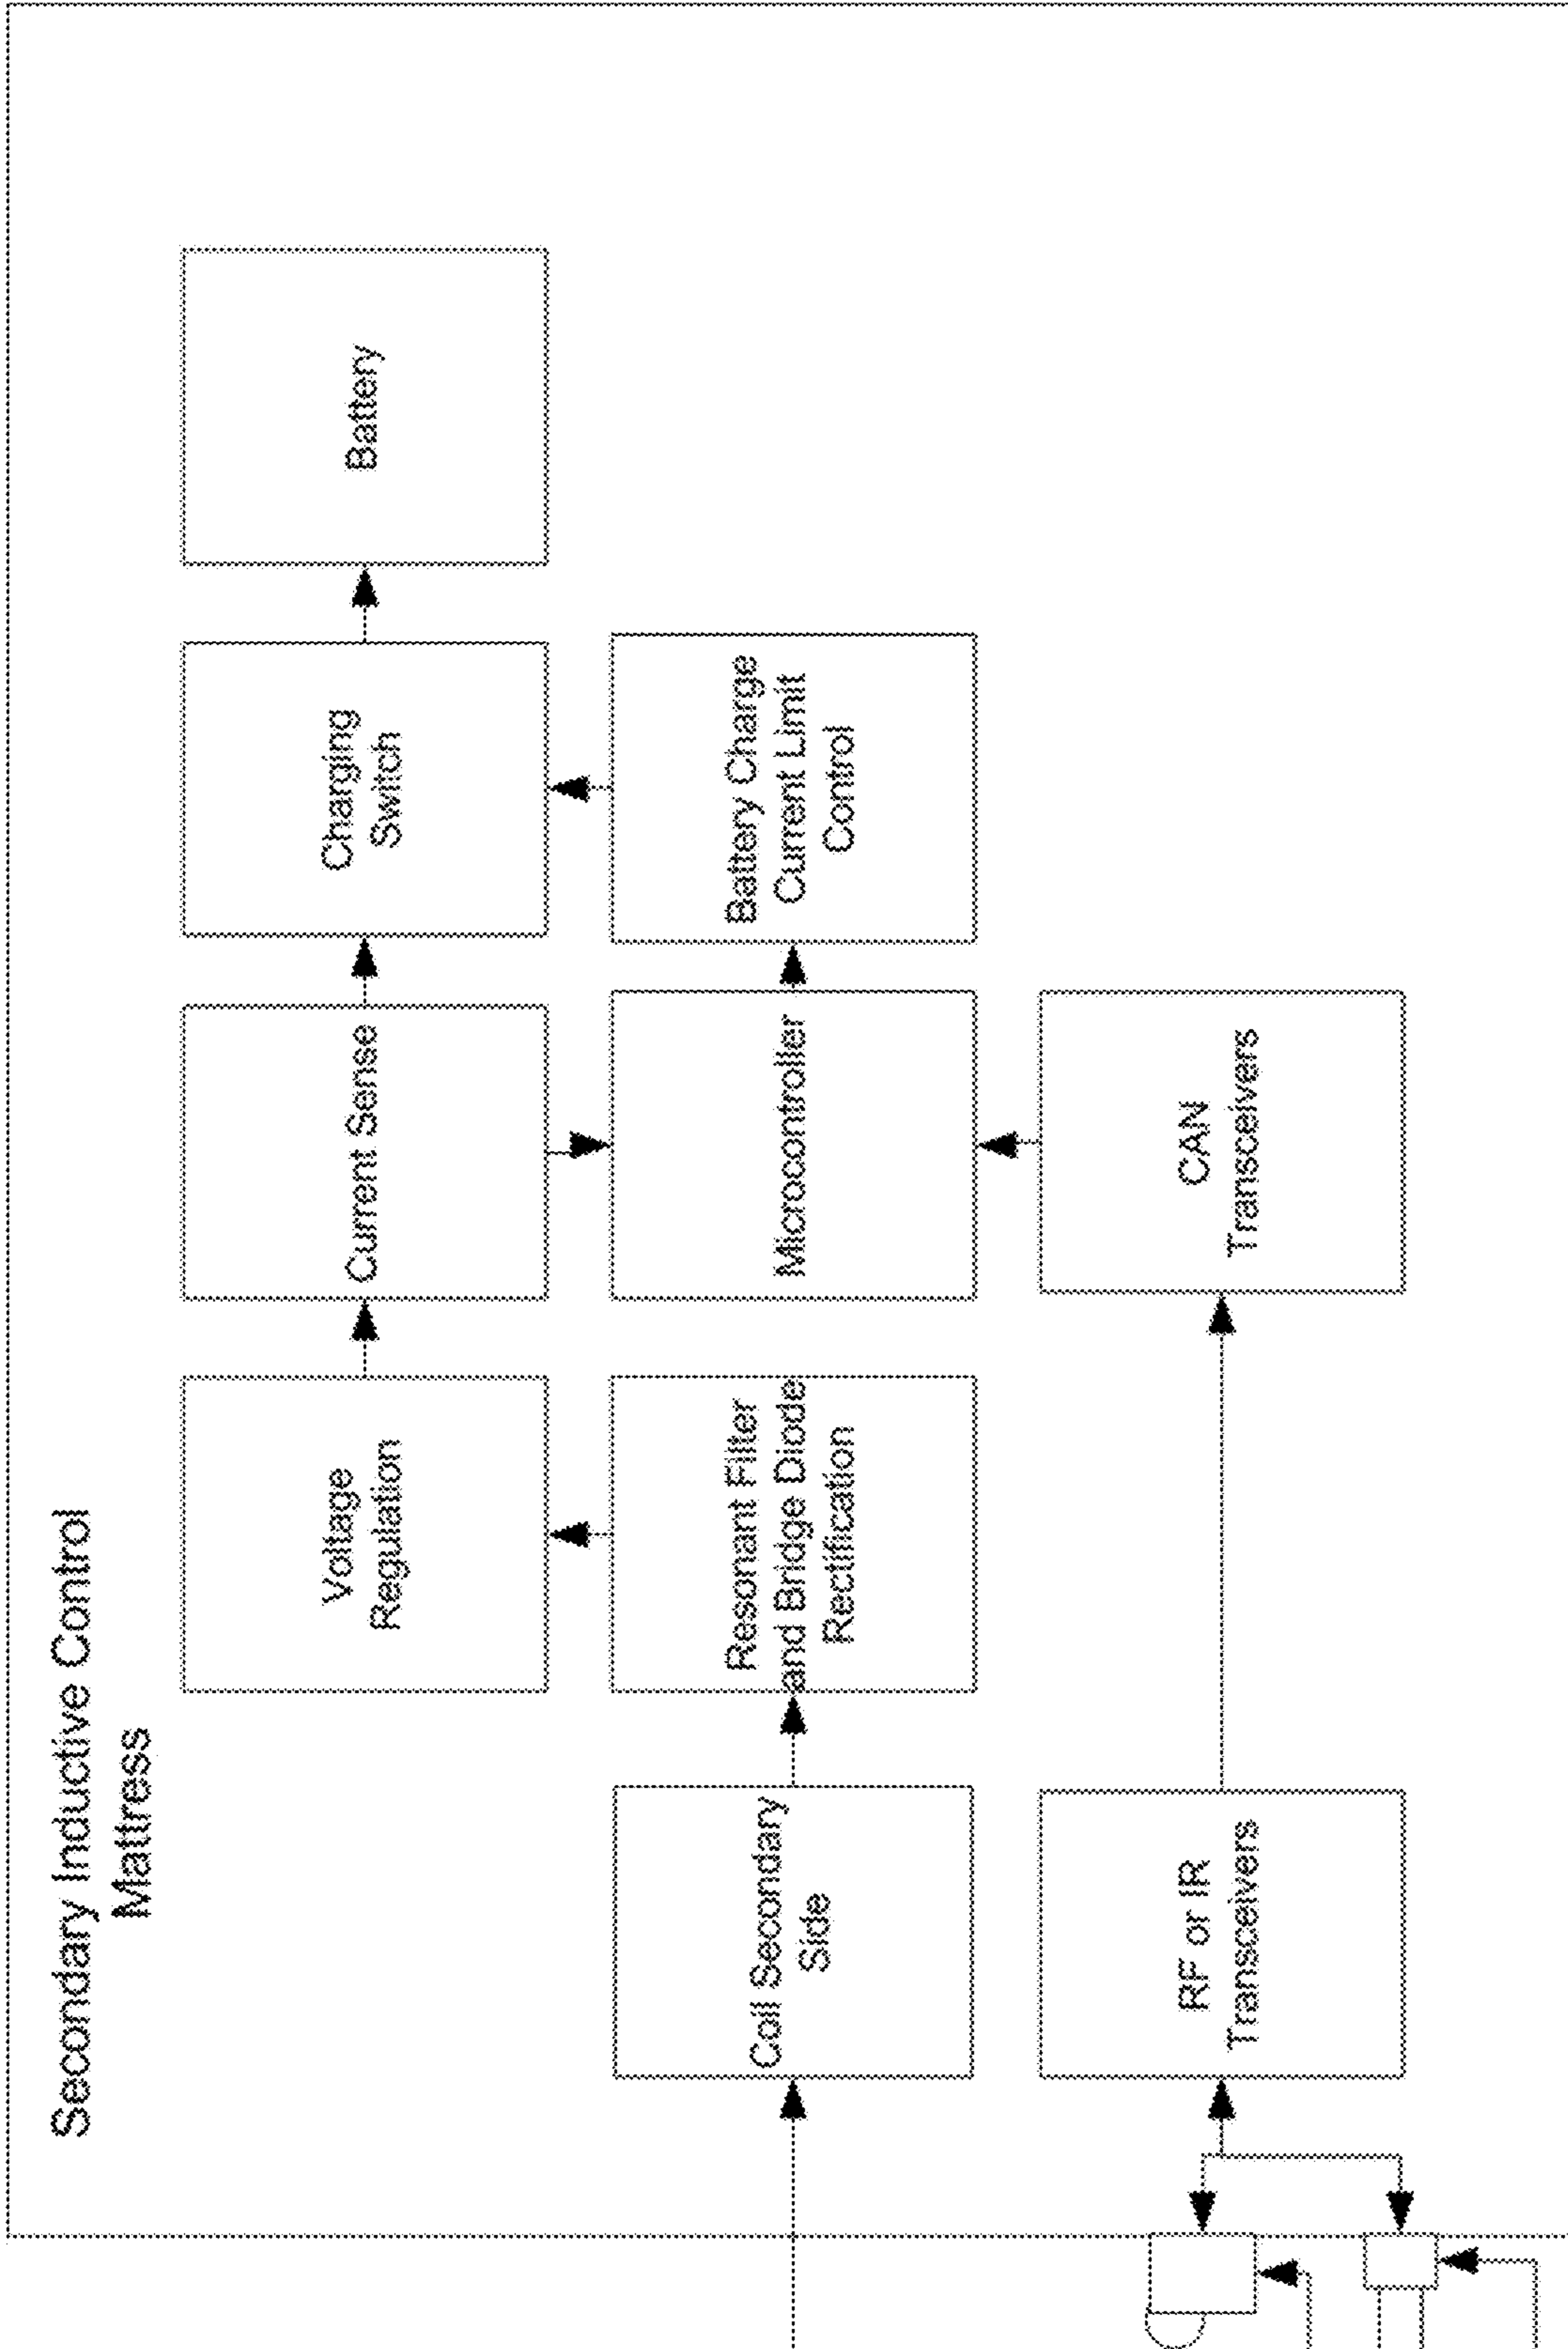 Secondary Inductive Control
Mattress
Voltage
Regulation
Current Sense
Charging
Switch
Battery
Coil Secondary
Side
Resonant Filter
and Bridge Diode
Rectification
Microcontroller
Battery Charge
Current Limit
Control
RF or IR
Transceivers
CAN
Transceivers